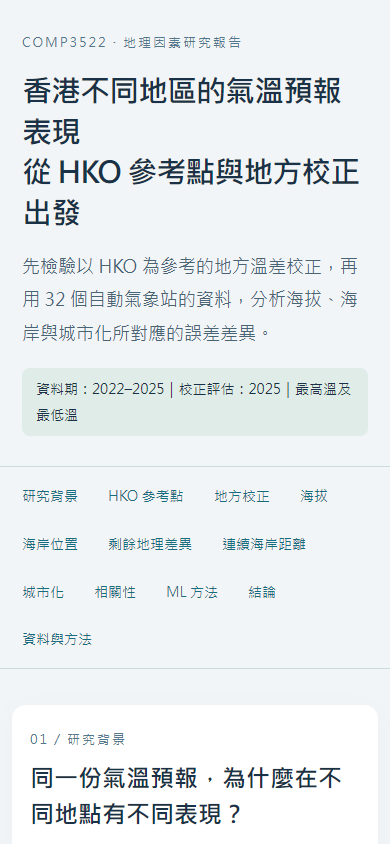 COMP3522 · 地理因素研究報告
香港不同地區的氣溫預報
表現
從 HKO 參考點與地方校正
出發
先檢驗以 HKO 為參考的地方溫差校正，再
用 32 個自動氣象站的資料，分析海拔、海
岸與城市化所對應的誤差差異。
資料期：2022–2025｜校正評估：2025｜最高溫及
最低溫
研究背景 HKO 參考點 地方校正 海拔
海岸位置 剩餘地理差異 連續海岸距離
城市化 相關性 ML 方法 結論
資料與方法
01 / 研究背景
同一份氣溫預報，為什麼在不
同地點有不同表現？